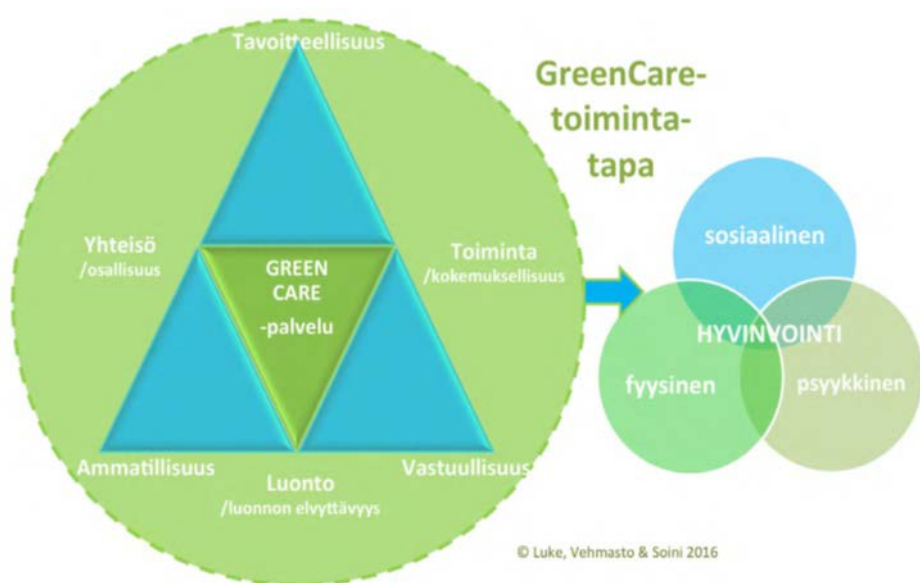 Tavoitteellisuus
GreenCare-
toiminta-
tapa
Yhteisö
/osallisuus
GREEN
CARE
-palvelu
Toiminta
/kokemuksellisuus
sosiaalinen
HYVINVOINTI
fyysinen
psyykkinen
Ammatillisuus
Luonto
/luonnon elvyttävyys
Vastuullisuus
© Luke, Vehmasto & Soini 2016